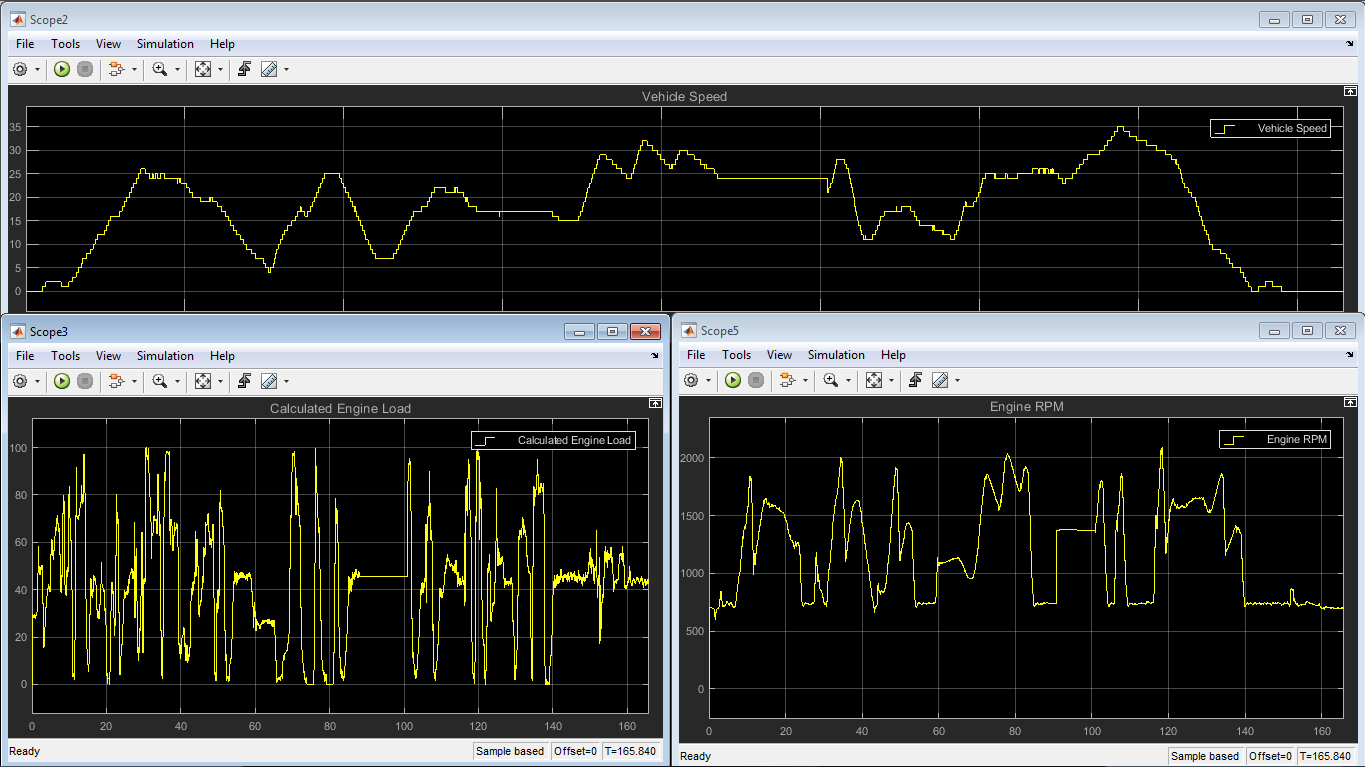 Scope2
File Tools View Simulation Help
Vehicle Speed
Vehicle Speed
35
30
25
20
15
10
5
0
Scope3
File Tools View Simulation Help
Calculated Engine Load
Calculated Engine Load
100
80
60
40
20
0
0 20 40 60 80 100 120 140 160
Ready Sample based Offset=0 T=165.840
Scope5
File Tools View Simulation Help
Engine RPM
Engine RPM
2000
1500
1000
500
0
0 20 40 60 80 100 120 140 160
Ready Sample based Offset=0 T=165.840